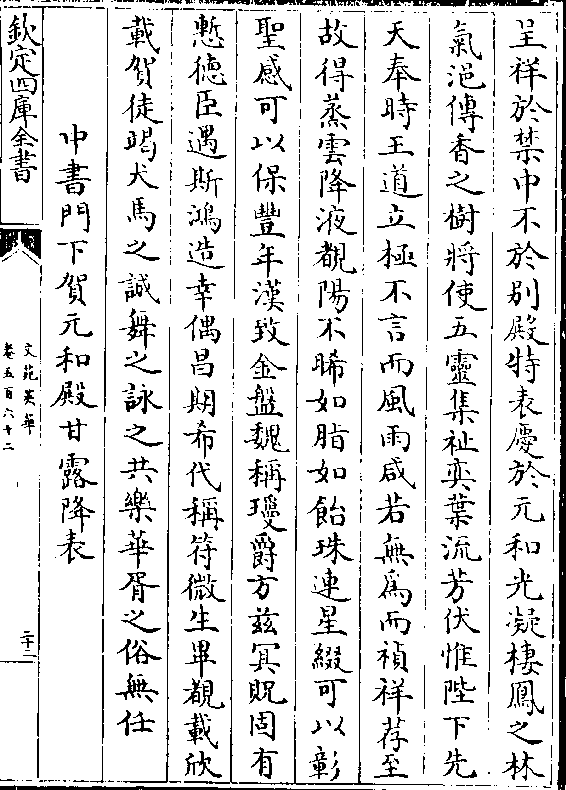 呈祥於禁中不於别殿特表慶於元和光凝棲鳳之林
氣浥傳香之樹將使五靈集祉奕葉流芳伏惟陛下先
天奉時王道立極不言而風雨咸若無爲而禎祥荐至
故得蒸雲降液覩陽不晞如脂如飴珠連星綴可以彰
聖感可以保豐年漢致金盤魏稱瓊爵方兹冥貺固有
慙徳臣遇斯鴻造幸偶昌期希代稱符微生畢覩載欣
載賀徒竭犬馬之誠舞之詠之共樂華胥之俗無任
中書門下賀元和殿甘露降表
欽定四庫全書
文苑英華
卷五百六十二
二十二